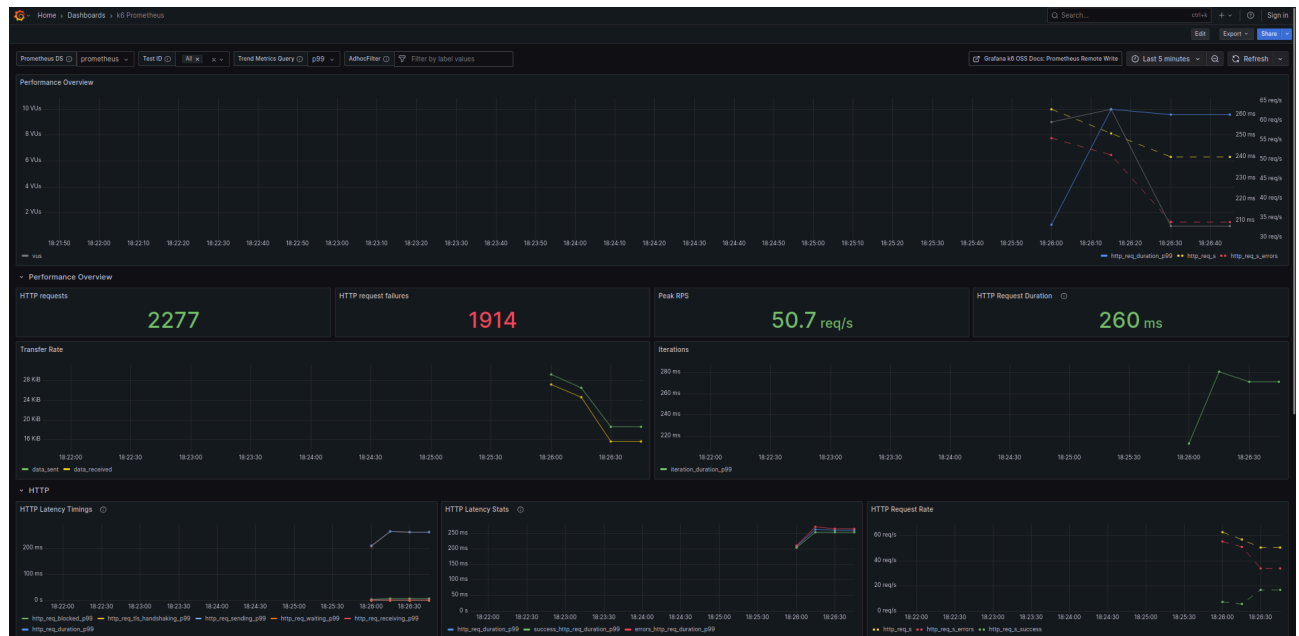 Home › Dashboards › k6 Prometheus
Search... ctrl+k Sign in
Edit Export Share
Prometheus DS prometheus Test ID All × Trend Metrics Query p99 AdhocFilter Filter by label values Grafana k6 OSS Docs: Prometheus Remote Write Last 5 minutes Refresh
Performance Overview
10 VUs
8 VUs
6 VUs
4 VUs
2 VUs
260 ms
250 ms
240 ms
230 ms
220 ms
210 ms
65 req/s
60 req/s
55 req/s
50 req/s
45 req/s
40 req/s
35 req/s
30 req/s
18:21:50 18:22:00 18:22:10 18:22:20 18:22:30 18:22:40 18:22:50 18:23:00 18:23:10 18:23:20 18:23:30 18:23:40 18:23:50 18:24:00 18:24:10 18:24:20 18:24:30 18:24:40 18:24:50 18:25:00 18:25:10 18:25:20 18:25:30 18:25:40 18:25:50 18:26:00 18:26:10 18:26:20 18:26:30 18:26:40
vus http_req_duration_p99 http_req_s http_req_s_errors
Performance Overview
HTTP requests
2277
HTTP request failures
1914
Peak RPS
50.7 req/s
HTTP Request Duration
260 ms
Transfer Rate
28 KiB
24 KiB
20 KiB
16 KiB
18:22:00 18:22:30 18:23:00 18:23:30 18:24:00 18:24:30 18:25:00 18:25:30 18:26:00 18:26:30
data_sent data_received
Iterations
280 ms
260 ms
240 ms
220 ms
18:22:00 18:22:30 18:23:00 18:23:30 18:24:00 18:24:30 18:25:00 18:25:30 18:26:00 18:26:30
iteration_duration_p99
HTTP
HTTP Latency Timings
200 ms
100 ms
0 s
18:22:00 18:22:30 18:23:00 18:23:30 18:24:00 18:24:30 18:25:00 18:25:30 18:26:00 18:26:30
http_req_blocked_p99 http_req_tls_handshaking_p99 http_req_sending_p99 http_req_waiting_p99 http_req_receiving_p99
http_req_duration_p99
HTTP Latency Stats
250 ms
200 ms
150 ms
100 ms
50 ms
0 s
18:22:00 18:22:30 18:23:00 18:23:30 18:24:00 18:24:30 18:25:00 18:25:30 18:26:00 18:26:30
http_req_duration_p99 success_http_req_duration_p99 errors_http_req_duration_p99
HTTP Request Rate
60 req/s
40 req/s
20 req/s
0 req/s
18:22:00 18:22:30 18:23:00 18:23:30 18:24:00 18:24:30 18:25:00 18:25:30 18:26:00 18:26:30
http_req_s http_req_s_errors http_req_s_success